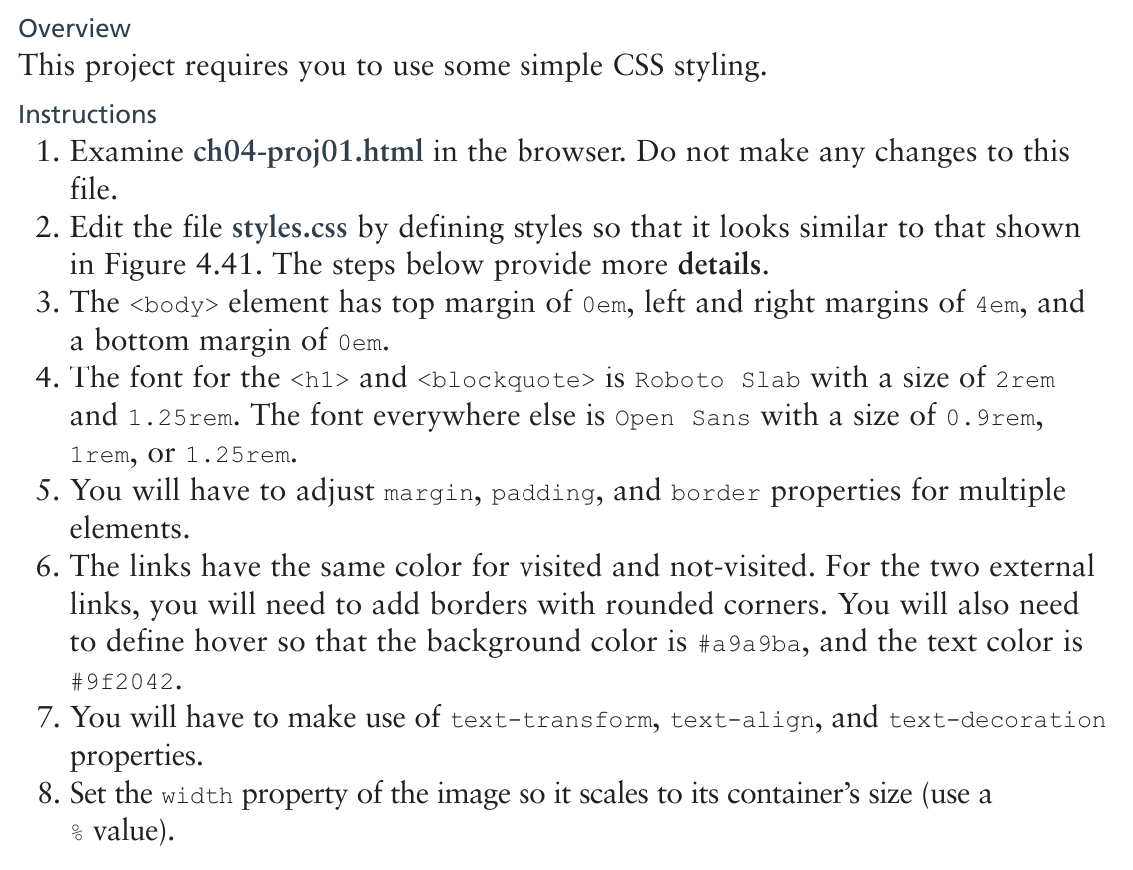 Overview
This project requires you to use some simple CSS styling.
Instructions
1. Examine ch04-proj01.html in the browser. Do not make any changes to this
file.
2. Edit the file styles.css by defining styles so that it looks similar to that shown
in Figure 4.41. The steps below provide more details.
3. The <body> element has top margin of 0em, left and right margins of 4em, and
a bottom margin of 0em.
4. The font for the <h1> and <blockquote> is Roboto Slab with a size of 2rem
and 1.25rem. The font everywhere else is Open Sans with a size of 0.9rem,
1rem, or 1.25rem.
5. You will have to adjust margin, padding, and border properties for multiple
elements.
6. The links have the same color for visited and not-visited. For the two external
links, you will need to add borders with rounded corners. You will also need
to define hover so that the background color is #a9a9ba, and the text color is
#9f2042.
7. You will have to make use of text-transform, text-align, and text-decoration
properties.
8. Set the width property of the image so it scales to its container’s size (use a
% value).